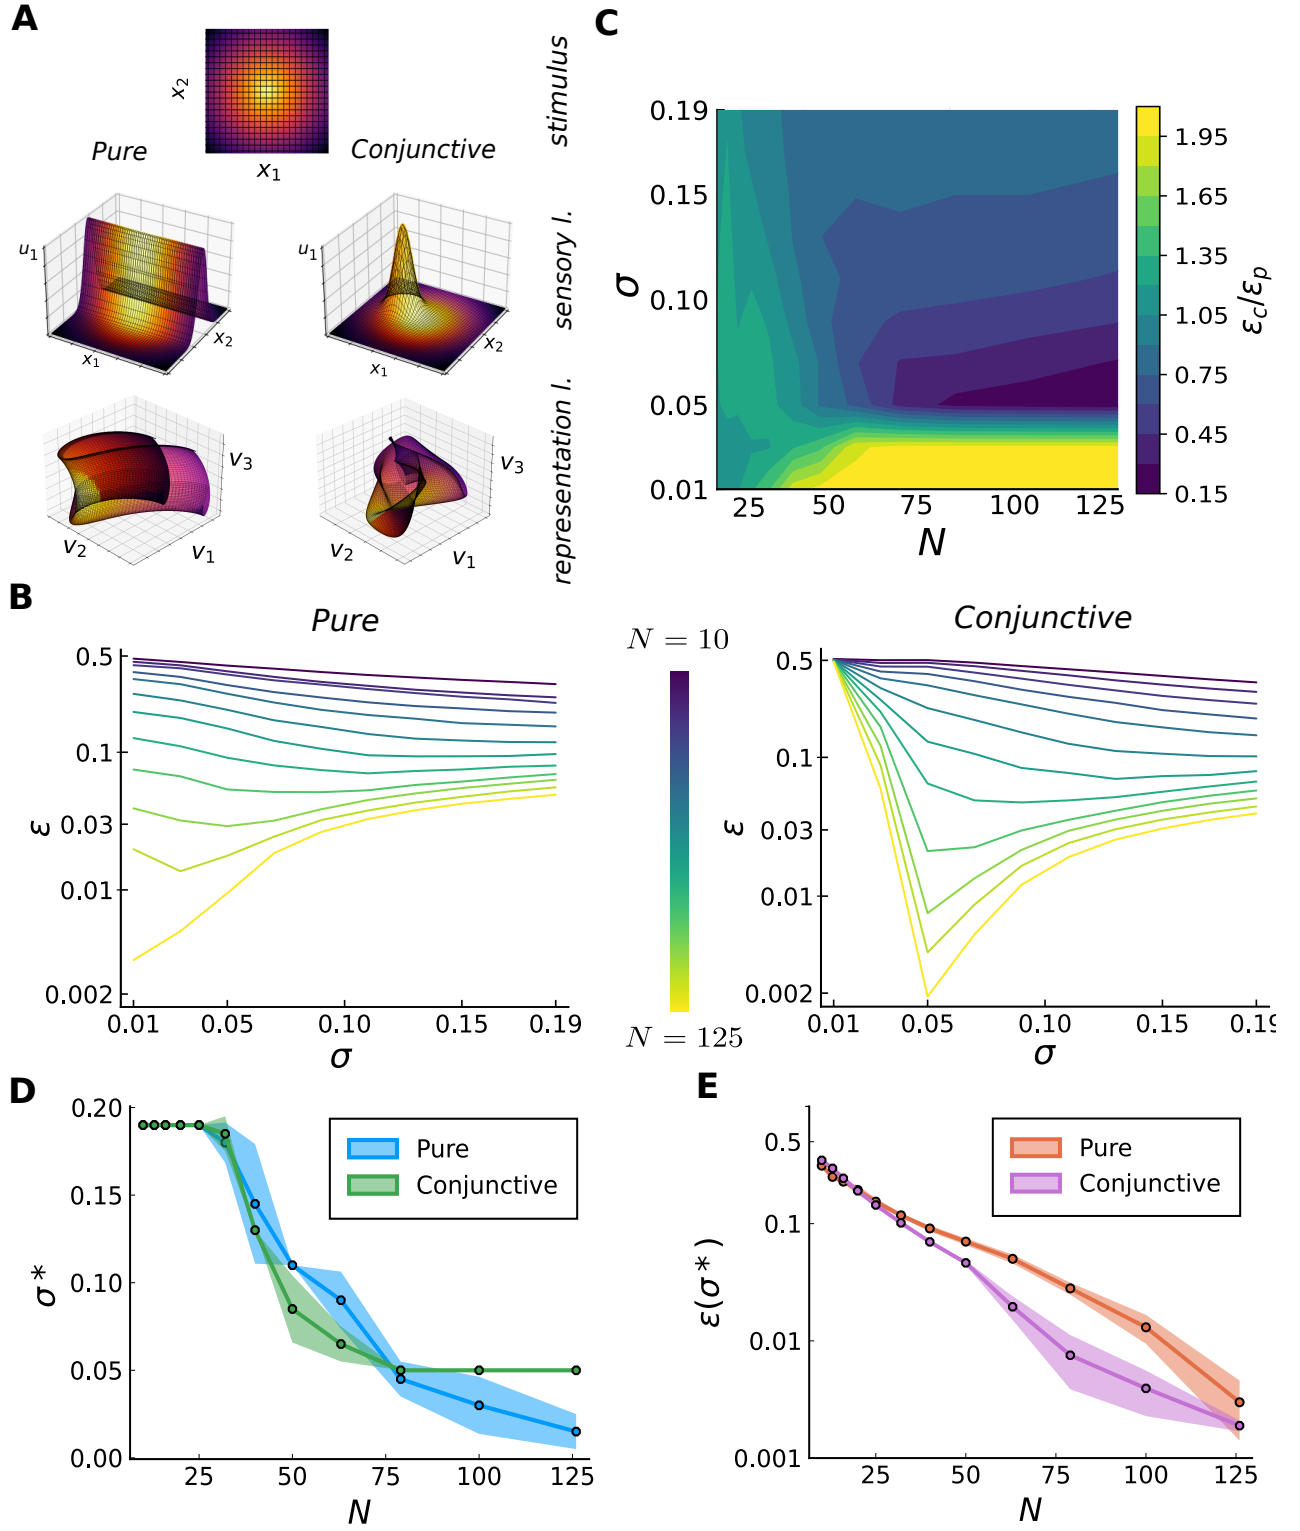 A
x₂
x₁
stimulus
Pure
Conjunctive
u₁
x₁
x₂
u₁
x₁
x₂
sensory l.
v₃
v₂
v₁
v₃
v₂
v₁
representation l.
C
0.19
0.15
0.10
0.05
0.01
σ
25
50
75
100
125
N
1.95
1.65
1.35
1.05
0.75
0.45
0.15
ε_c/ε_p
B
Pure
0.5
0.1
0.03
0.01
0.002
ε
0.01
0.05
0.10
0.15
0.19
σ
N = 10
N = 125
Conjunctive
0.5
0.1
0.03
0.01
0.002
ε
0.01
0.05
0.10
0.15
0.19
σ
D
0.20
0.15
0.10
0.05
0.00
σ*
25
50
75
100
125
N
Pure
Conjunctive
E
0.5
0.1
0.01
0.001
ε(σ*)
25
50
75
100
125
N
Pure
Conjunctive